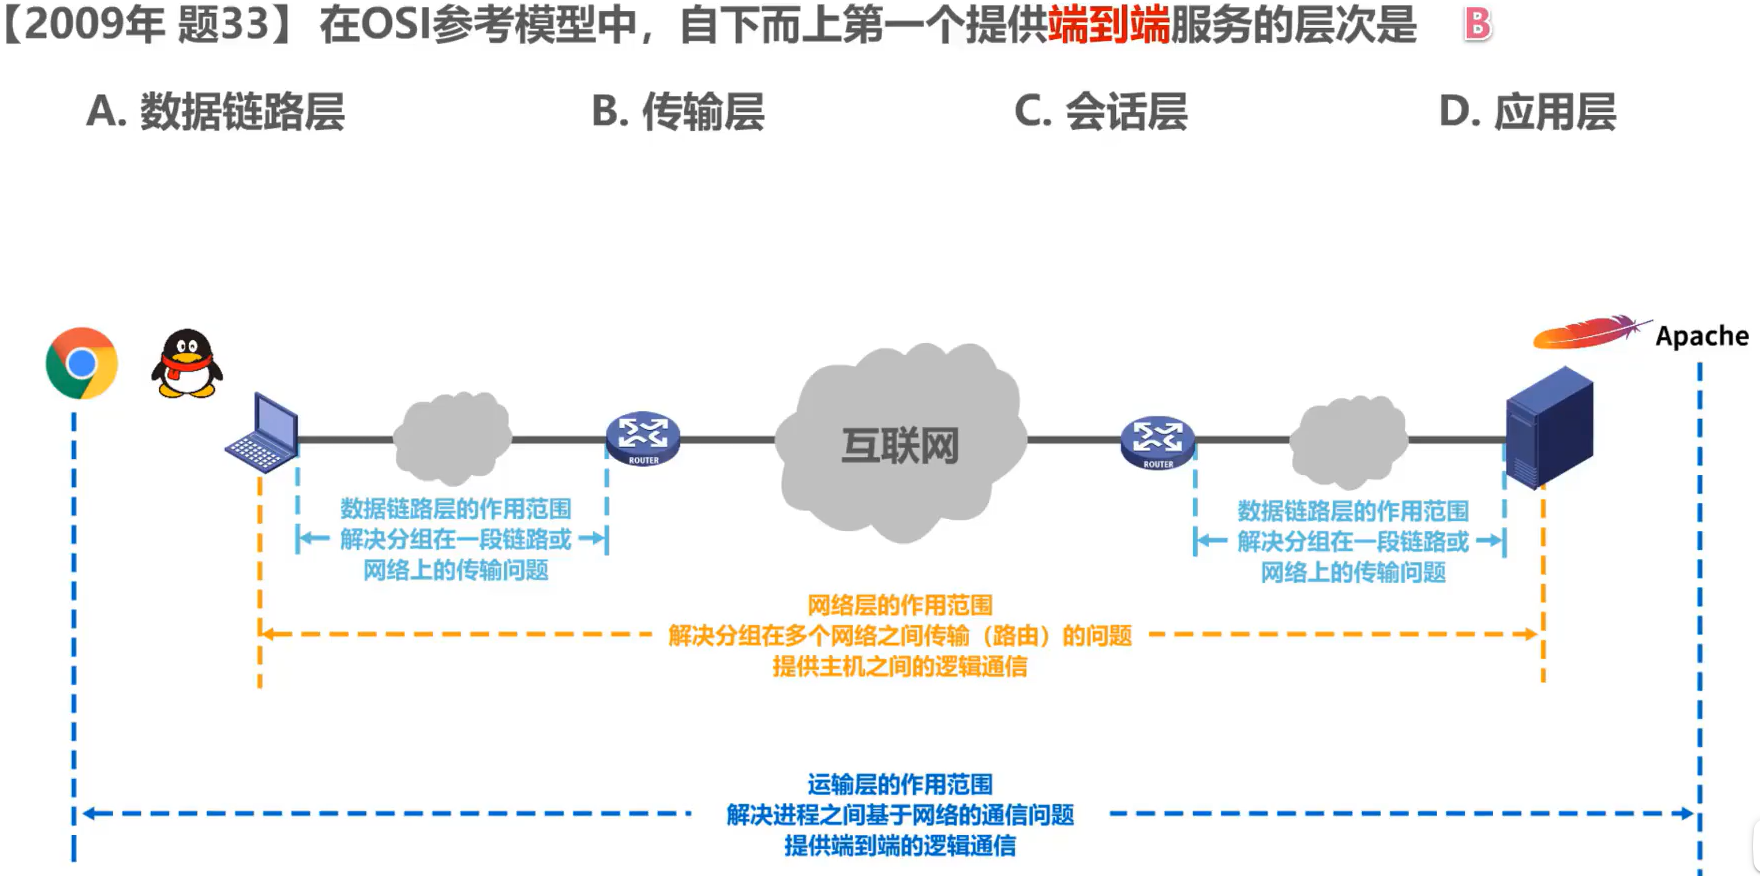 【2009年 题33】 在OSI参考模型中，自下而上第一个提供端到端服务的层次是 B
A. 数据链路层 B. 传输层 C. 会话层 D. 应用层
Apache
互联网
ROUTER
ROUTER
数据链路层的作用范围
解决分组在一段链路或
网络上的传输问题
数据链路层的作用范围
解决分组在一段链路或
网络上的传输问题
网络层的作用范围
解决分组在多个网络之间传输（路由）的问题
提供主机之间的逻辑通信
运输层的作用范围
解决进程之间基于网络的通信问题
提供端到端的逻辑通信